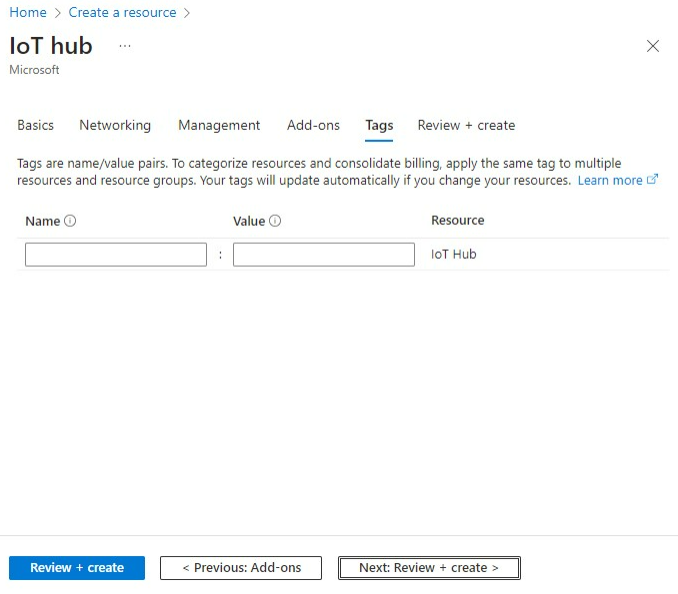 Home > Create a resource >
IoT hub ...
Microsoft
Basics Networking Management Add-ons Tags Review + create
Tags are name/value pairs. To categorize resources and consolidate billing, apply the same tag to multiple
resources and resource groups. Your tags will update automatically if you change your resources. Learn more
Name Value Resource
: IoT Hub
Review + create < Previous: Add-ons Next: Review + create >